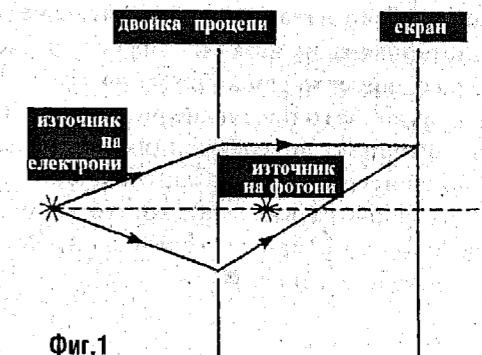 двойка процепи
екран
източник
на
електрони
източник
на фотони
Фиг.1